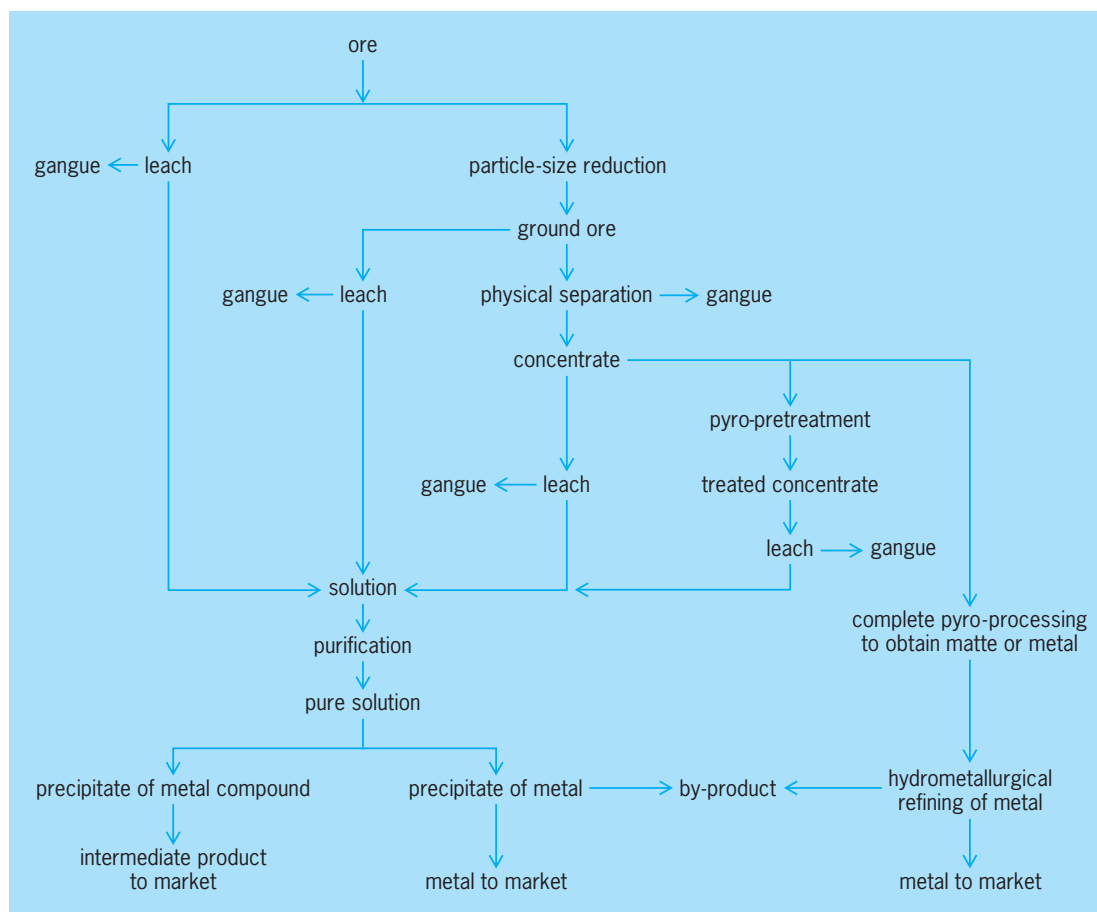 ore
gangue
leach
particle-size reduction
ground ore
gangue
leach
physical separation
gangue
concentrate
pyro-pretreatment
gangue
leach
treated concentrate
leach
gangue
solution
complete pyro-processing
to obtain matte or metal
purification
pure solution
precipitate of metal compound
precipitate of metal
by-product
hydrometallurgical
refining of metal
intermediate product
to market
metal to market
metal to market